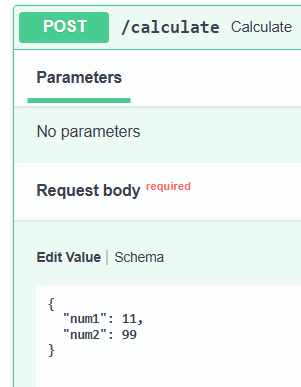 POST /calculate Calculate
Parameters
No parameters
Request body required
Edit Value | Schema
{
  "num1": 11,
  "num2": 99
}